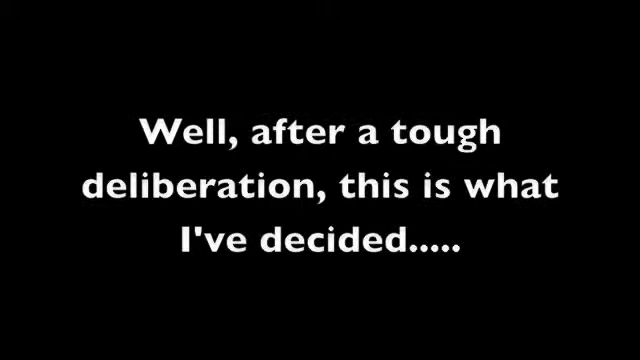 Well, after a tough
deliberation, this is what
I've decided.....